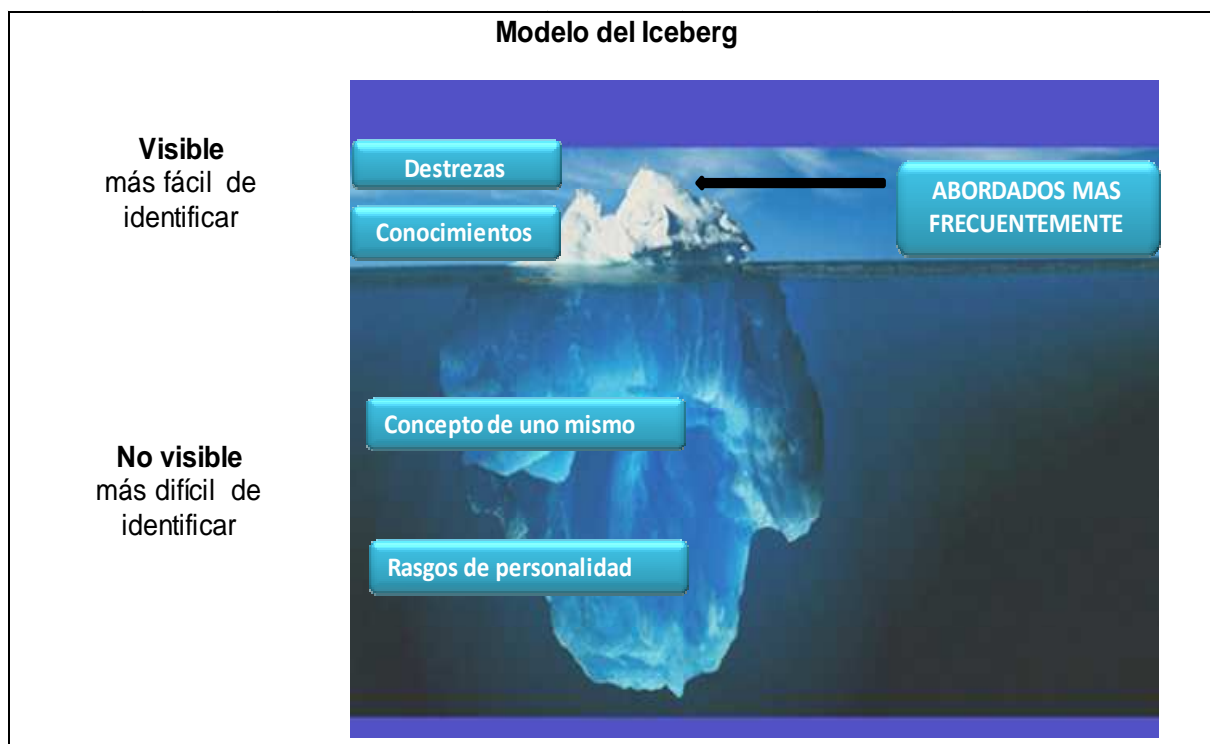 Modelo del Iceberg
Visible
más fácil de
identificar
Destrezas
Conocimientos
ABORDADOS MAS
FRECUENTEMENTE
No visible
más difícil de
identificar
Concepto de uno mismo
Rasgos de personalidad